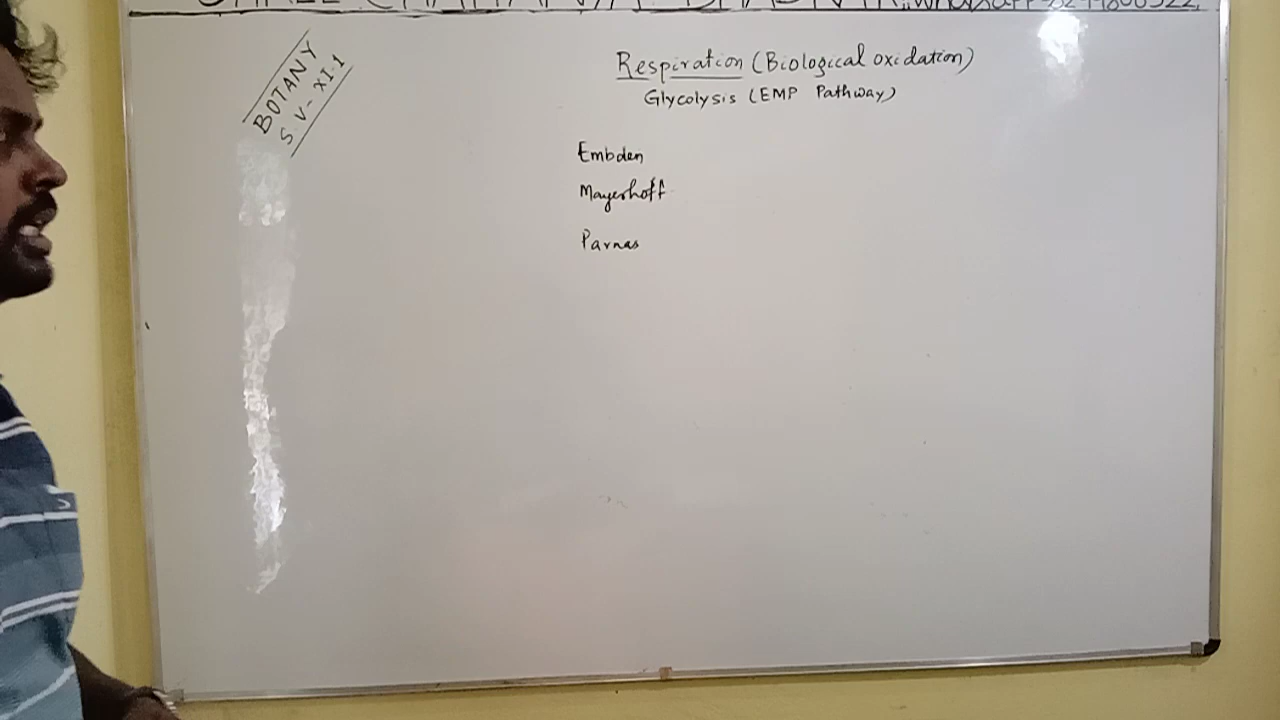 BOTANY
S V- XI.1
Respiration (Biological oxidation)
Glycolysis (EMP Pathway)
Embden
Mayerhoff
Parnas